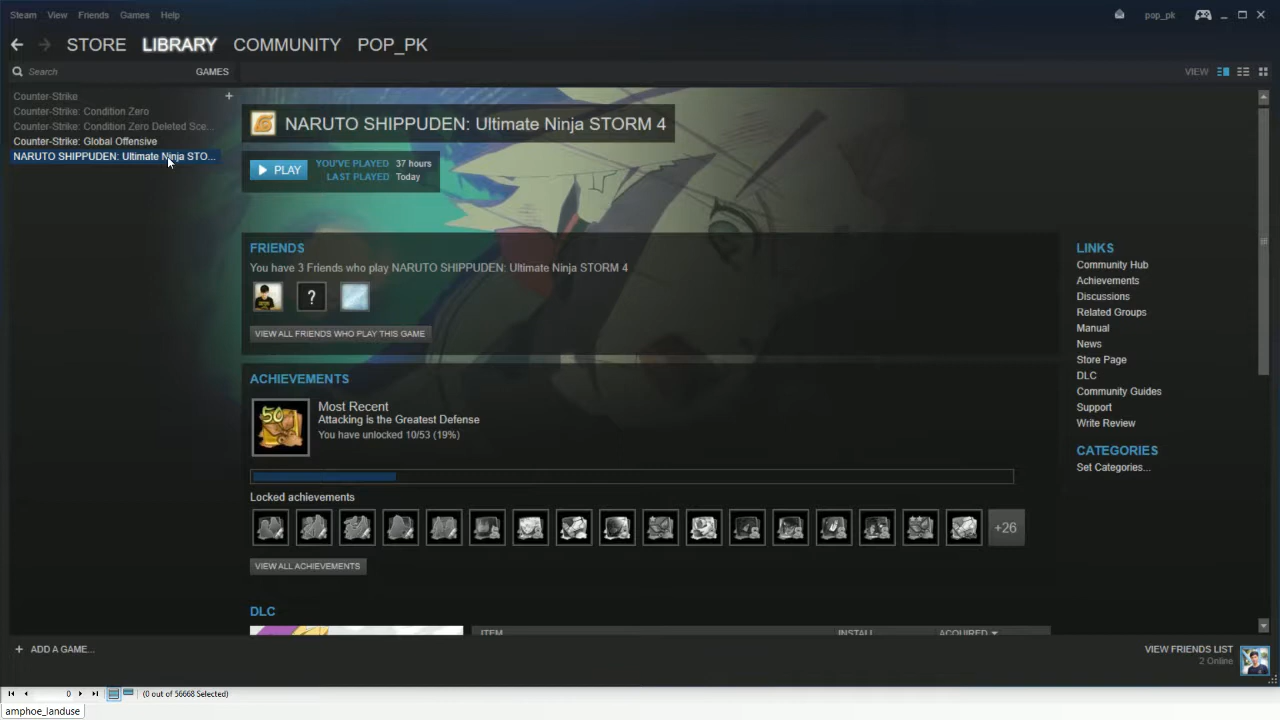 Steam View Friends Games Help
pop_pk
STORE LIBRARY COMMUNITY POP_PK
Search
GAMES
VIEW
Counter-Strike
Counter-Strike: Condition Zero
Counter-Strike: Condition Zero Deleted Sce...
Counter-Strike: Global Offensive
NARUTO SHIPPUDEN: Ultimate Ninja STO...
NARUTO SHIPPUDEN: Ultimate Ninja STORM 4
PLAY
YOU'VE PLAYED 37 hours
LAST PLAYED Today
FRIENDS
You have 3 Friends who play NARUTO SHIPPUDEN: Ultimate Ninja STORM 4
?
VIEW ALL FRIENDS WHO PLAY THIS GAME
ACHIEVEMENTS
50
Most Recent
Attacking is the Greatest Defense
You have unlocked 10/53 (19%)
Locked achievements
+26
VIEW ALL ACHIEVEMENTS
DLC
ITEM INSTALL ACQUIRED
LINKS
Community Hub
Achievements
Discussions
Related Groups
Manual
News
Store Page
DLC
Community Guides
Support
Write Review
CATEGORIES
Set Categories...
+ ADD A GAME...
VIEW FRIENDS LIST
2 Online
0
(0 out of 56668 Selected)
amphoe_landuse